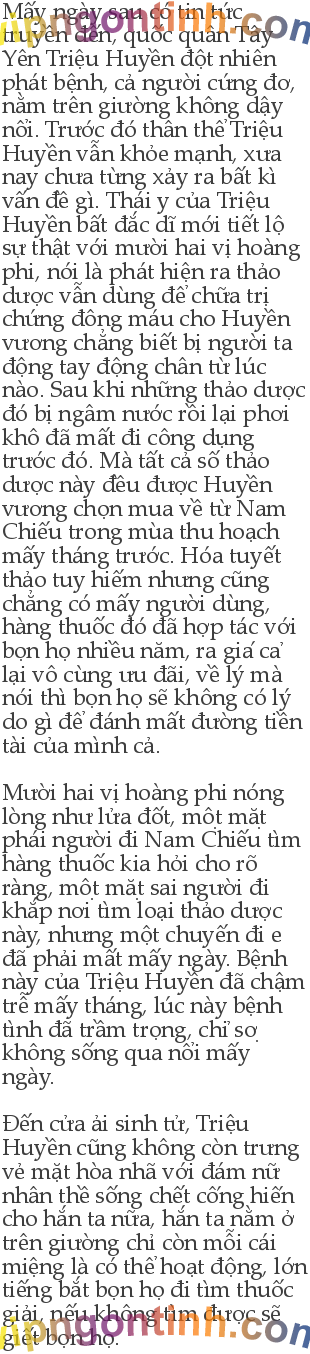 Mấy ngày sau có tin tức
truyền đến, quốc quân Tây
Yên Triệu Huyền đột nhiên
phát bệnh, cả người cứng đơ,
nằm trên giường không dậy
nổi. Trước đó thân thể Triệu
Huyền vẫn khỏe mạnh, xưa
nay chưa từng xảy ra bất kì
vấn đề gì. Thái y của Triệu
Huyền bất đắc dĩ mới tiết lộ
sự thật với mười hai vị hoàng
phi, nói là phát hiện ra thảo
dược vẫn dùng để chữa trị
chứng đông máu cho Huyền
vương chẳng biết bị người ta
động tay động chân từ lúc
nào. Sau khi những thảo dược
đó bị ngâm nước rồi lại phơi
khô đã mất đi công dụng
trước đó. Mà tất cả số thảo
dược này đều được Huyền
vương chọn mua về từ Nam
Chiếu trong mùa thu hoạch
mấy tháng trước. Hóa tuyết
thảo tuy hiếm nhưng cũng
chẳng có mấy người dùng,
hàng thuốc đó đã hợp tác với
bọn họ nhiều năm, ra giá cả
lại vô cùng ưu đãi, về lý mà
nói thì bọn họ sẽ không có lý
do gì để đánh mất đường tiền
tài của mình cả.
Mười hai vị hoàng phi nóng
lòng như lửa đốt, một mặt
phái người đi Nam Chiếu tìm
hàng thuốc kia hỏi cho rõ
ràng, một mặt sai người đi
khắp nơi tìm loại thảo dược
này, nhưng một chuyến đi e
đã phải mất mấy ngày. Bệnh
này của Triệu Huyền đã chậm
trễ mấy tháng, lúc này bệnh
tình đã trầm trọng, chỉ sợ
không sống qua nổi mấy
ngày.
Đến cửa ải sinh tử, Triệu
Huyền cũng không còn trưng
vẻ mặt hòa nhã với đám nữ
nhân thề sống chết cống hiến
cho hắn ta nữa, hắn ta nằm ở
trên giường chỉ còn mỗi cái
miệng là có thể hoạt động, lớn
tiếng bắt bọn họ đi tìm thuốc
giải, nếu không tìm được sẽ
giết bọn họ.
vipngontinh.com
vipngontinh.com